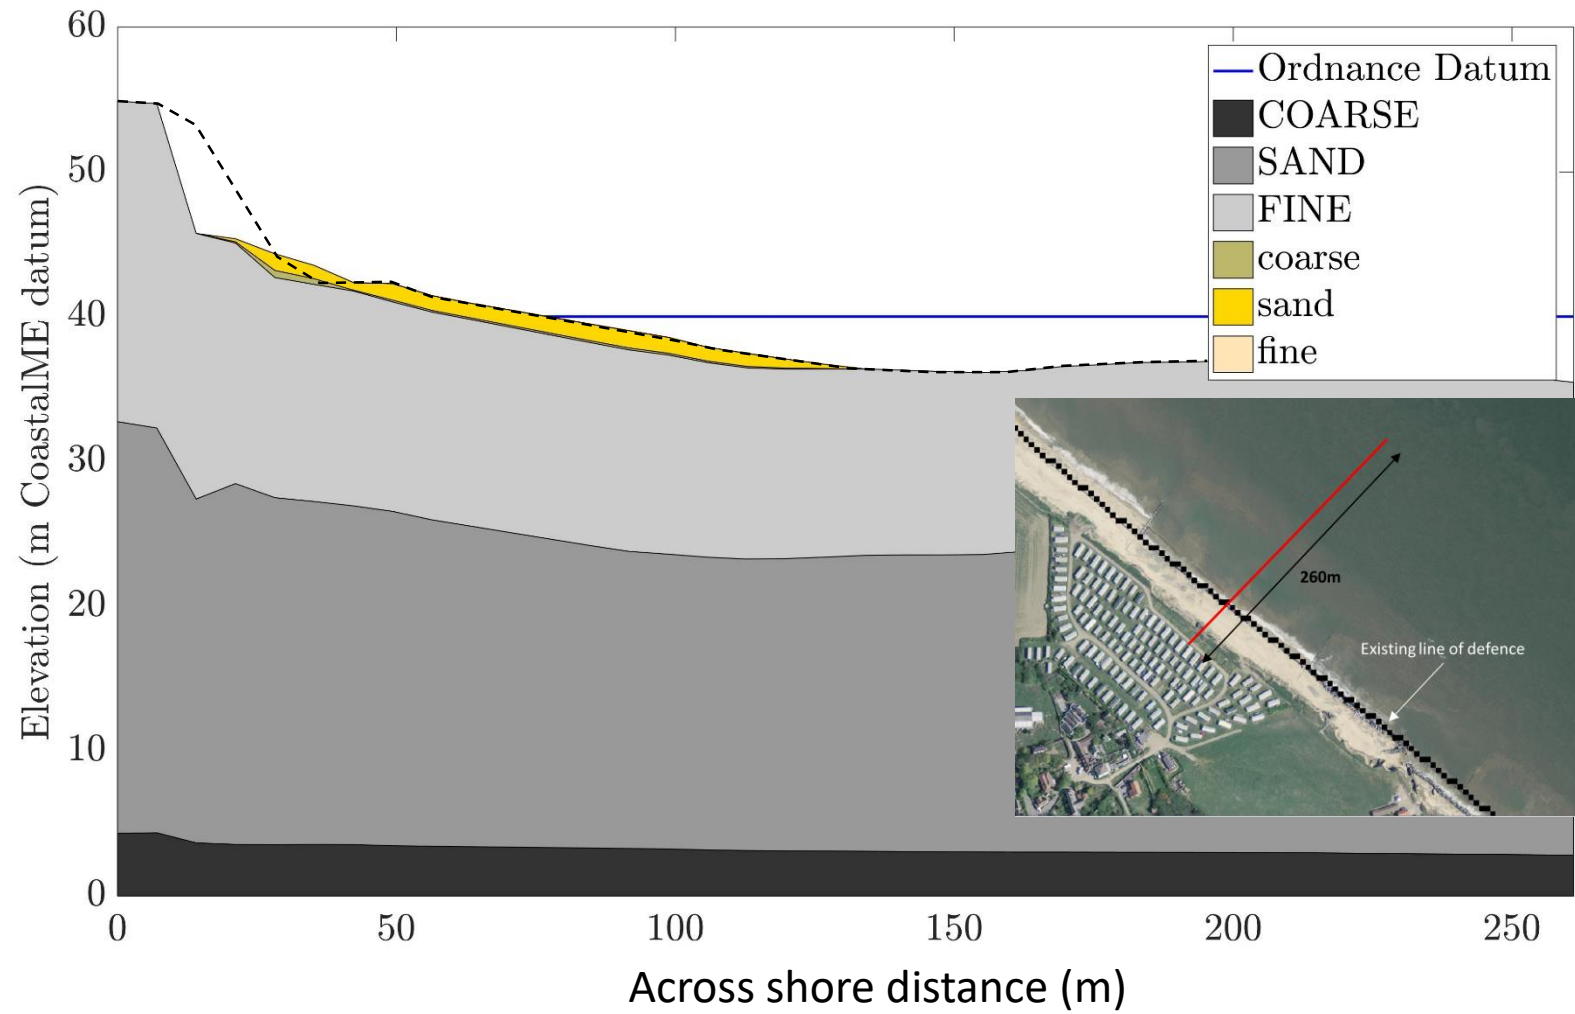 60
50
40
30
20
10
0
Elevation (m CoastalME datum)
Ordnance Datum
COARSE
SAND
FINE
coarse
sand
fine
260m
Existing line of defence
0 50 100 150 200 250
Across shore distance (m)